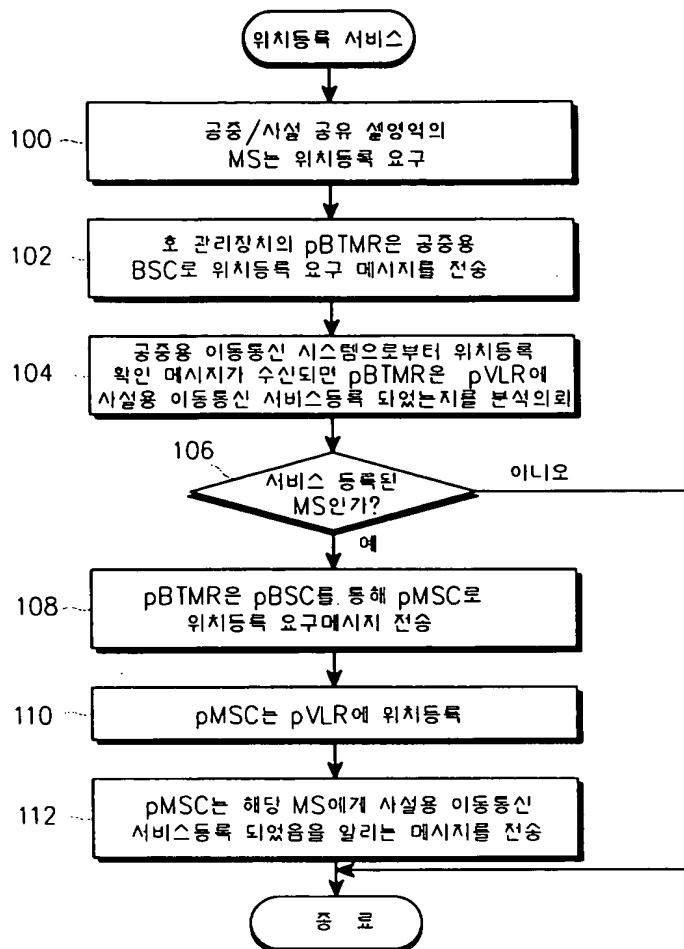 위치등록 서비스
100
공중/사설 공유 셀영역의
MS는 위치등록 요구
102
호 관리장치의 pBTMR은 공중용
BSC로 위치등록 요구 메시지를 전송
104
공중용 이동통신 시스템으로부터 위치등록
확인 메시지가 수신되면 pBTMR은 pVLR에
사설용 이동통신 서비스등록 되었는지를 분석의뢰
106
서비스 등록된
MS인가?
아니오
예
108
pBTMR은 pBSC를 통해 pMSC로
위치등록 요구메시지 전송
110
pMSC는 pVLR에 위치등록
112
pMSC는 해당 MS에게 사설용 이동통신
서비스등록 되었음을 알리는 메시지를 전송
종 료